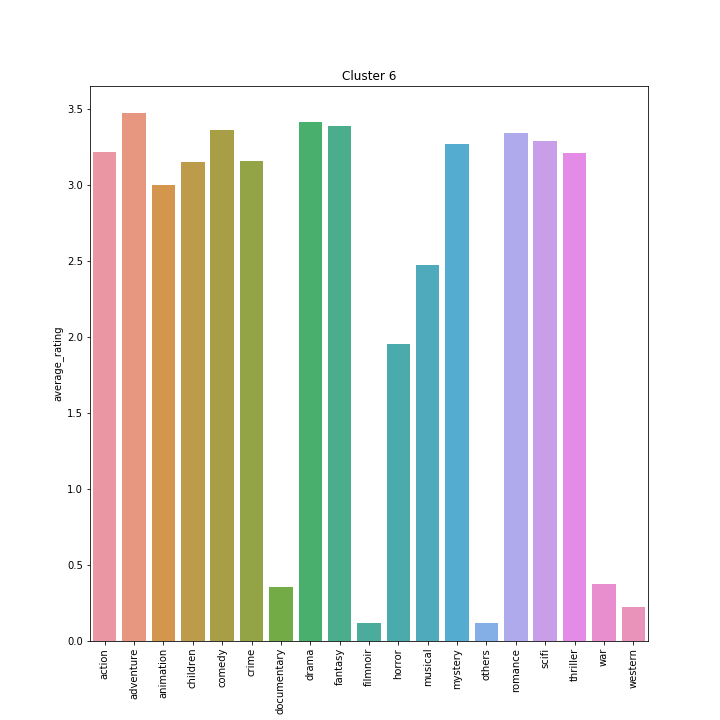 Cluster 6
average_rating
3.5
3.0
2.5
2.0
1.5
1.0
0.5
0.0
action
adventure
animation
children
comedy
crime
documentary
drama
fantasy
filmnoir
horror
musical
mystery
others
romance
scifi
thriller
war
western